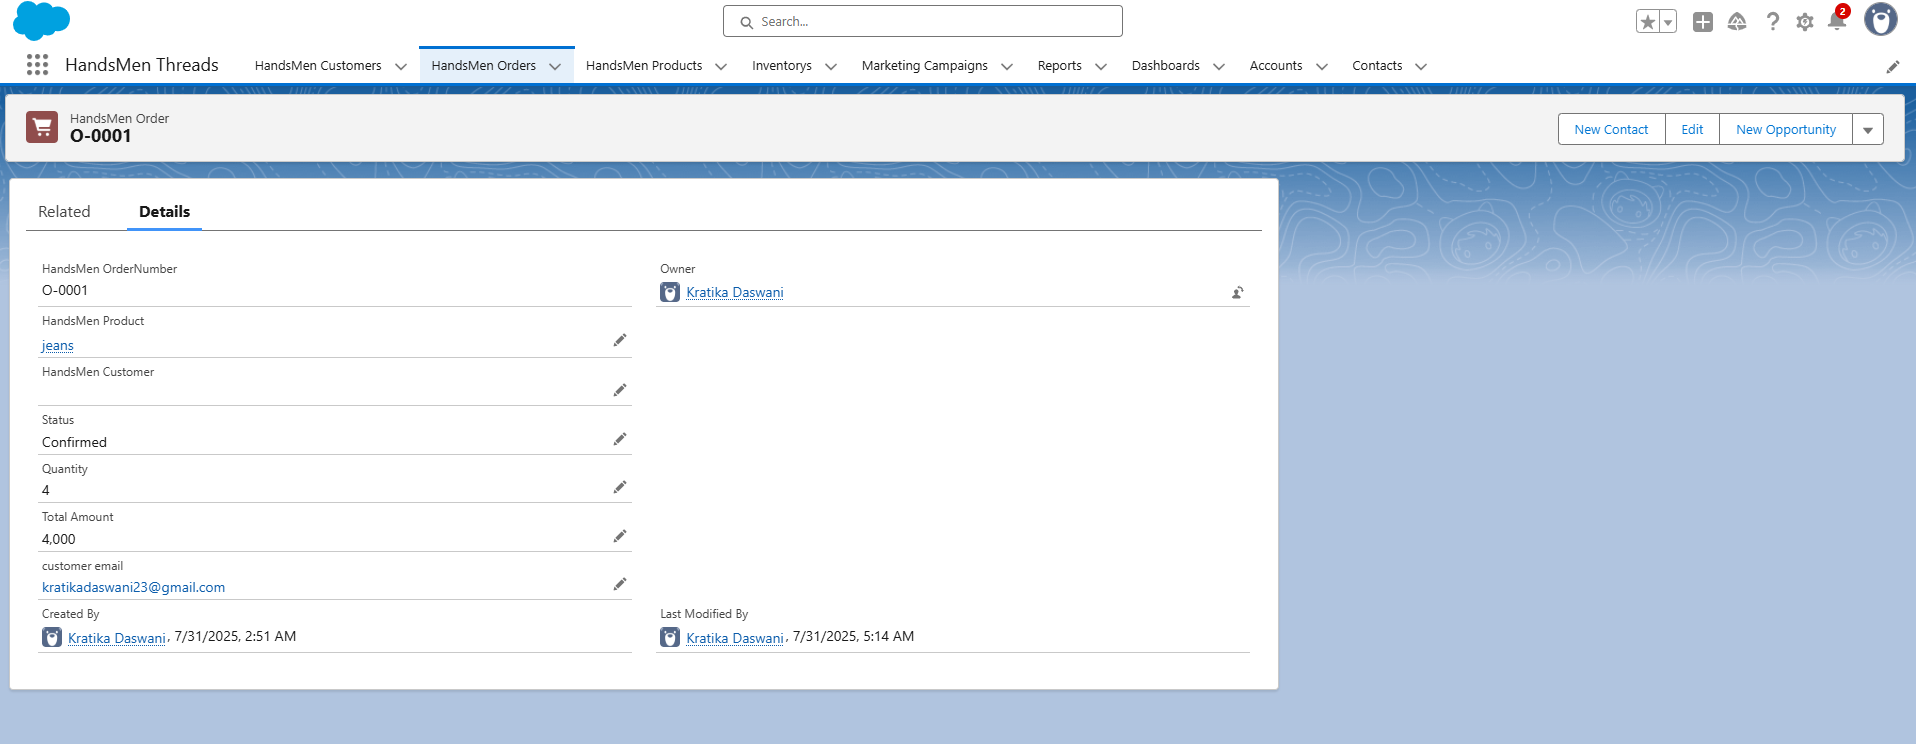 Search...
2
HandsMen Threads
HandsMen Customers
HandsMen Orders
HandsMen Products
Inventorys
Marketing Campaigns
Reports
Dashboards
Accounts
Contacts
HandsMen Order
O-0001
New Contact
Edit
New Opportunity
Related
Details
HandsMen OrderNumber
O-0001
Owner
Kratika Daswani
HandsMen Product
jeans
HandsMen Customer
Status
Confirmed
Quantity
4
Total Amount
4,000
customer email
kratikadaswani23@gmail.com
Created By
Kratika Daswani, 7/31/2025, 2:51 AM
Last Modified By
Kratika Daswani, 7/31/2025, 5:14 AM